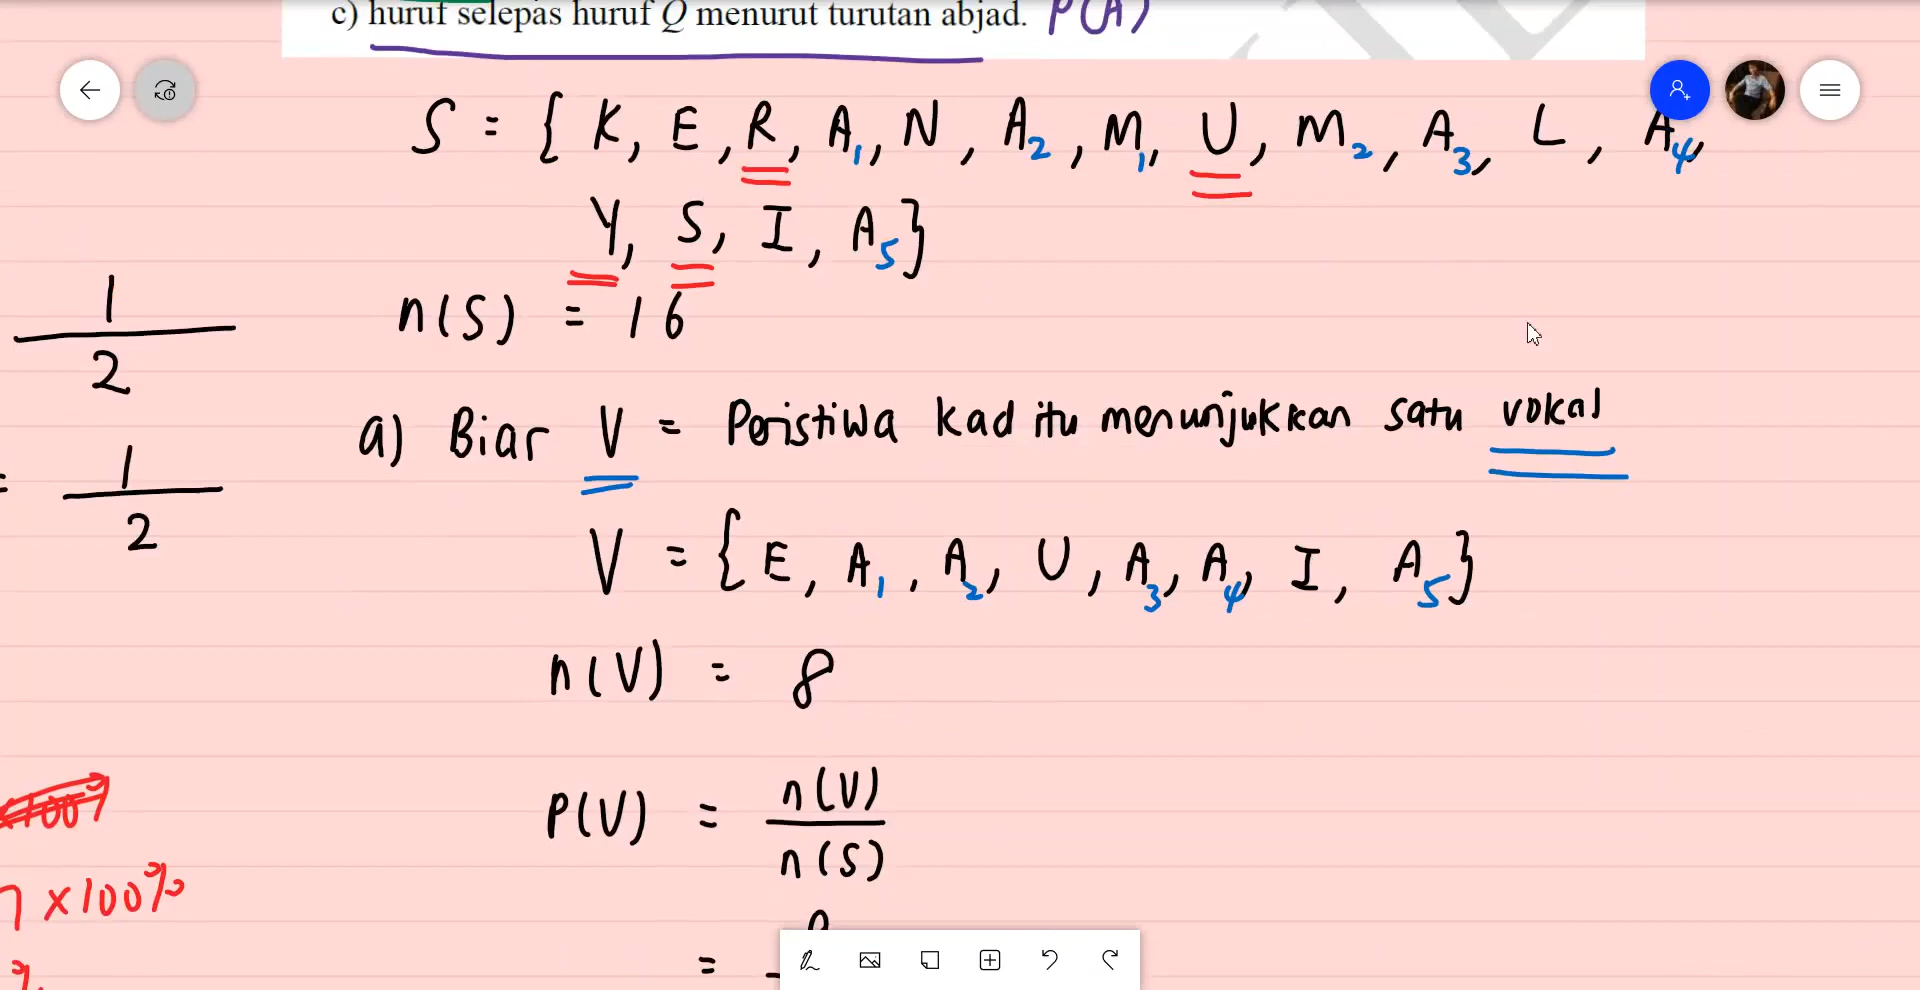 c) huruf selepas huruf Q menurut turutan abjad. P(A)
S = { K, E, R, A₁, N, A₂, M₁, U, M₂, A₃, L, A₄,
Y, S, I, A₅}
n(S) = 16
1
2
a) Biar V = Peristiwa kad itu menunjukkan satu vokal
= 1
2
V = {E, A₁, A₂, U, A₃, A₄, I, A₅}
n(V) = 8
P(V) = n(V)
n(S)
×100%
=